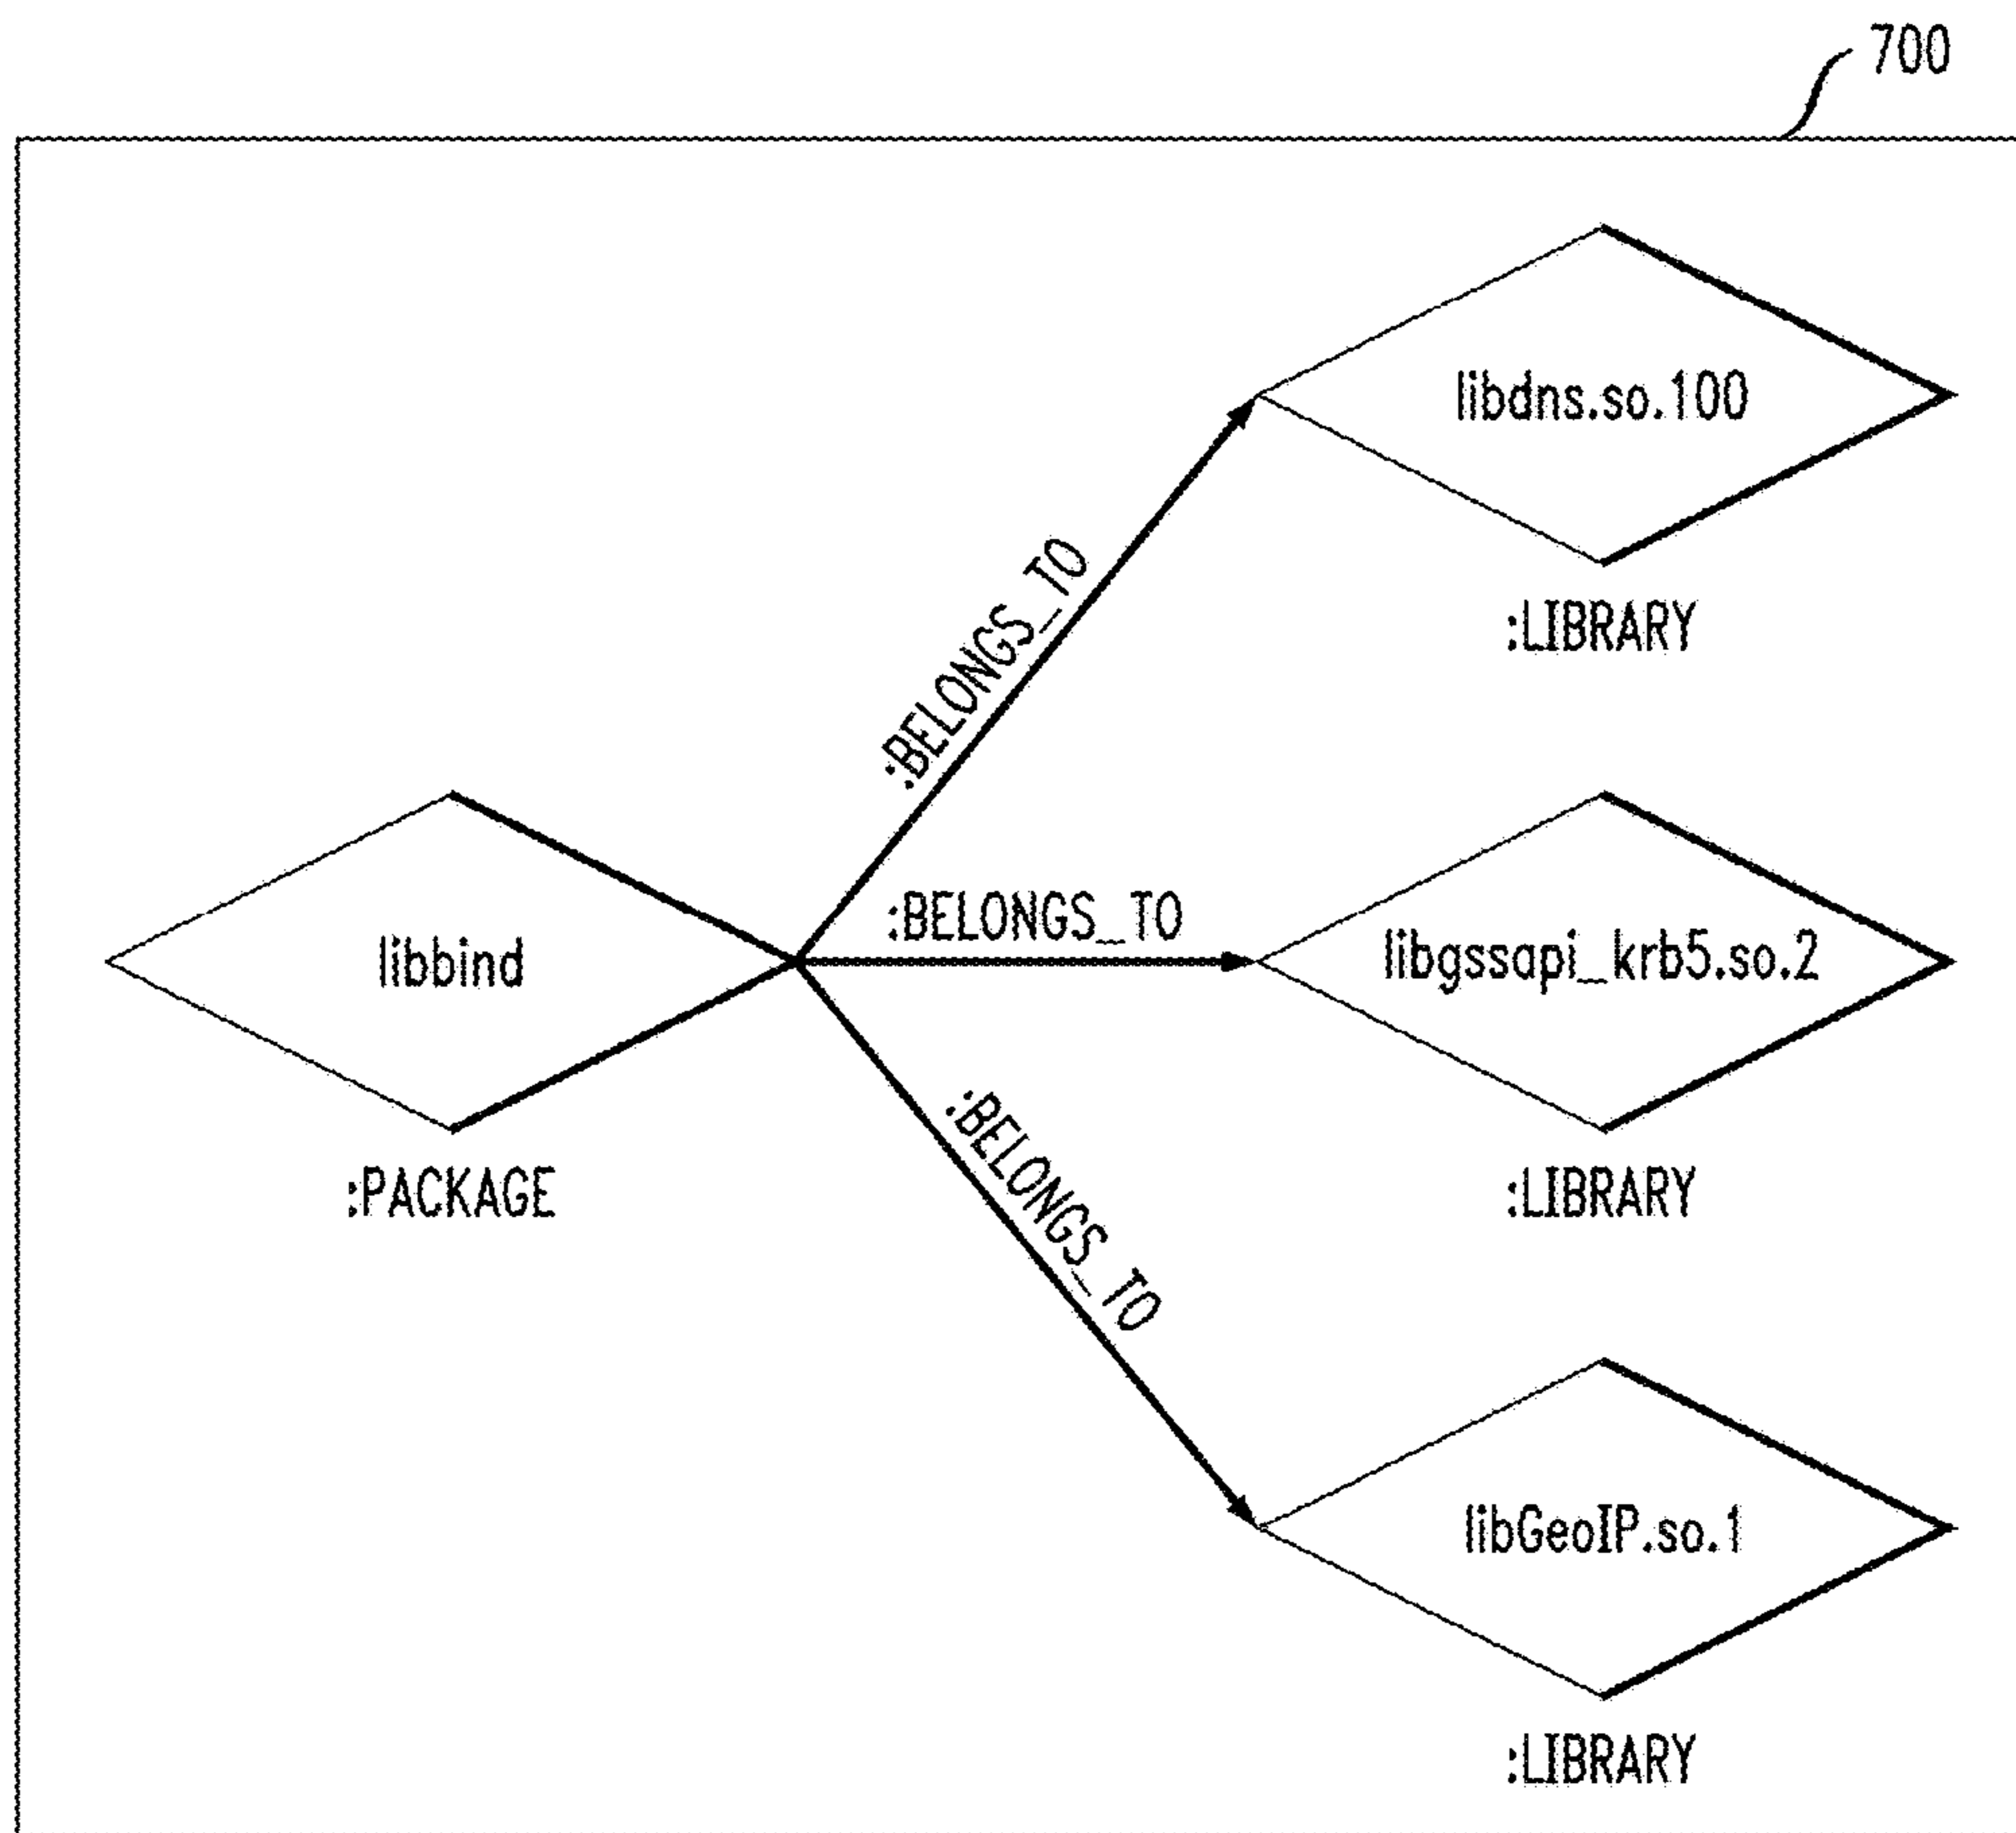 700
libdns.so.100
:LIBRARY
:BELONGS_TO
libbind
:PACKAGE
:BELONGS_TO
libgssapi_krb5.so.2
:LIBRARY
:BELONGS_TO
libGeoIP.so.1
:LIBRARY